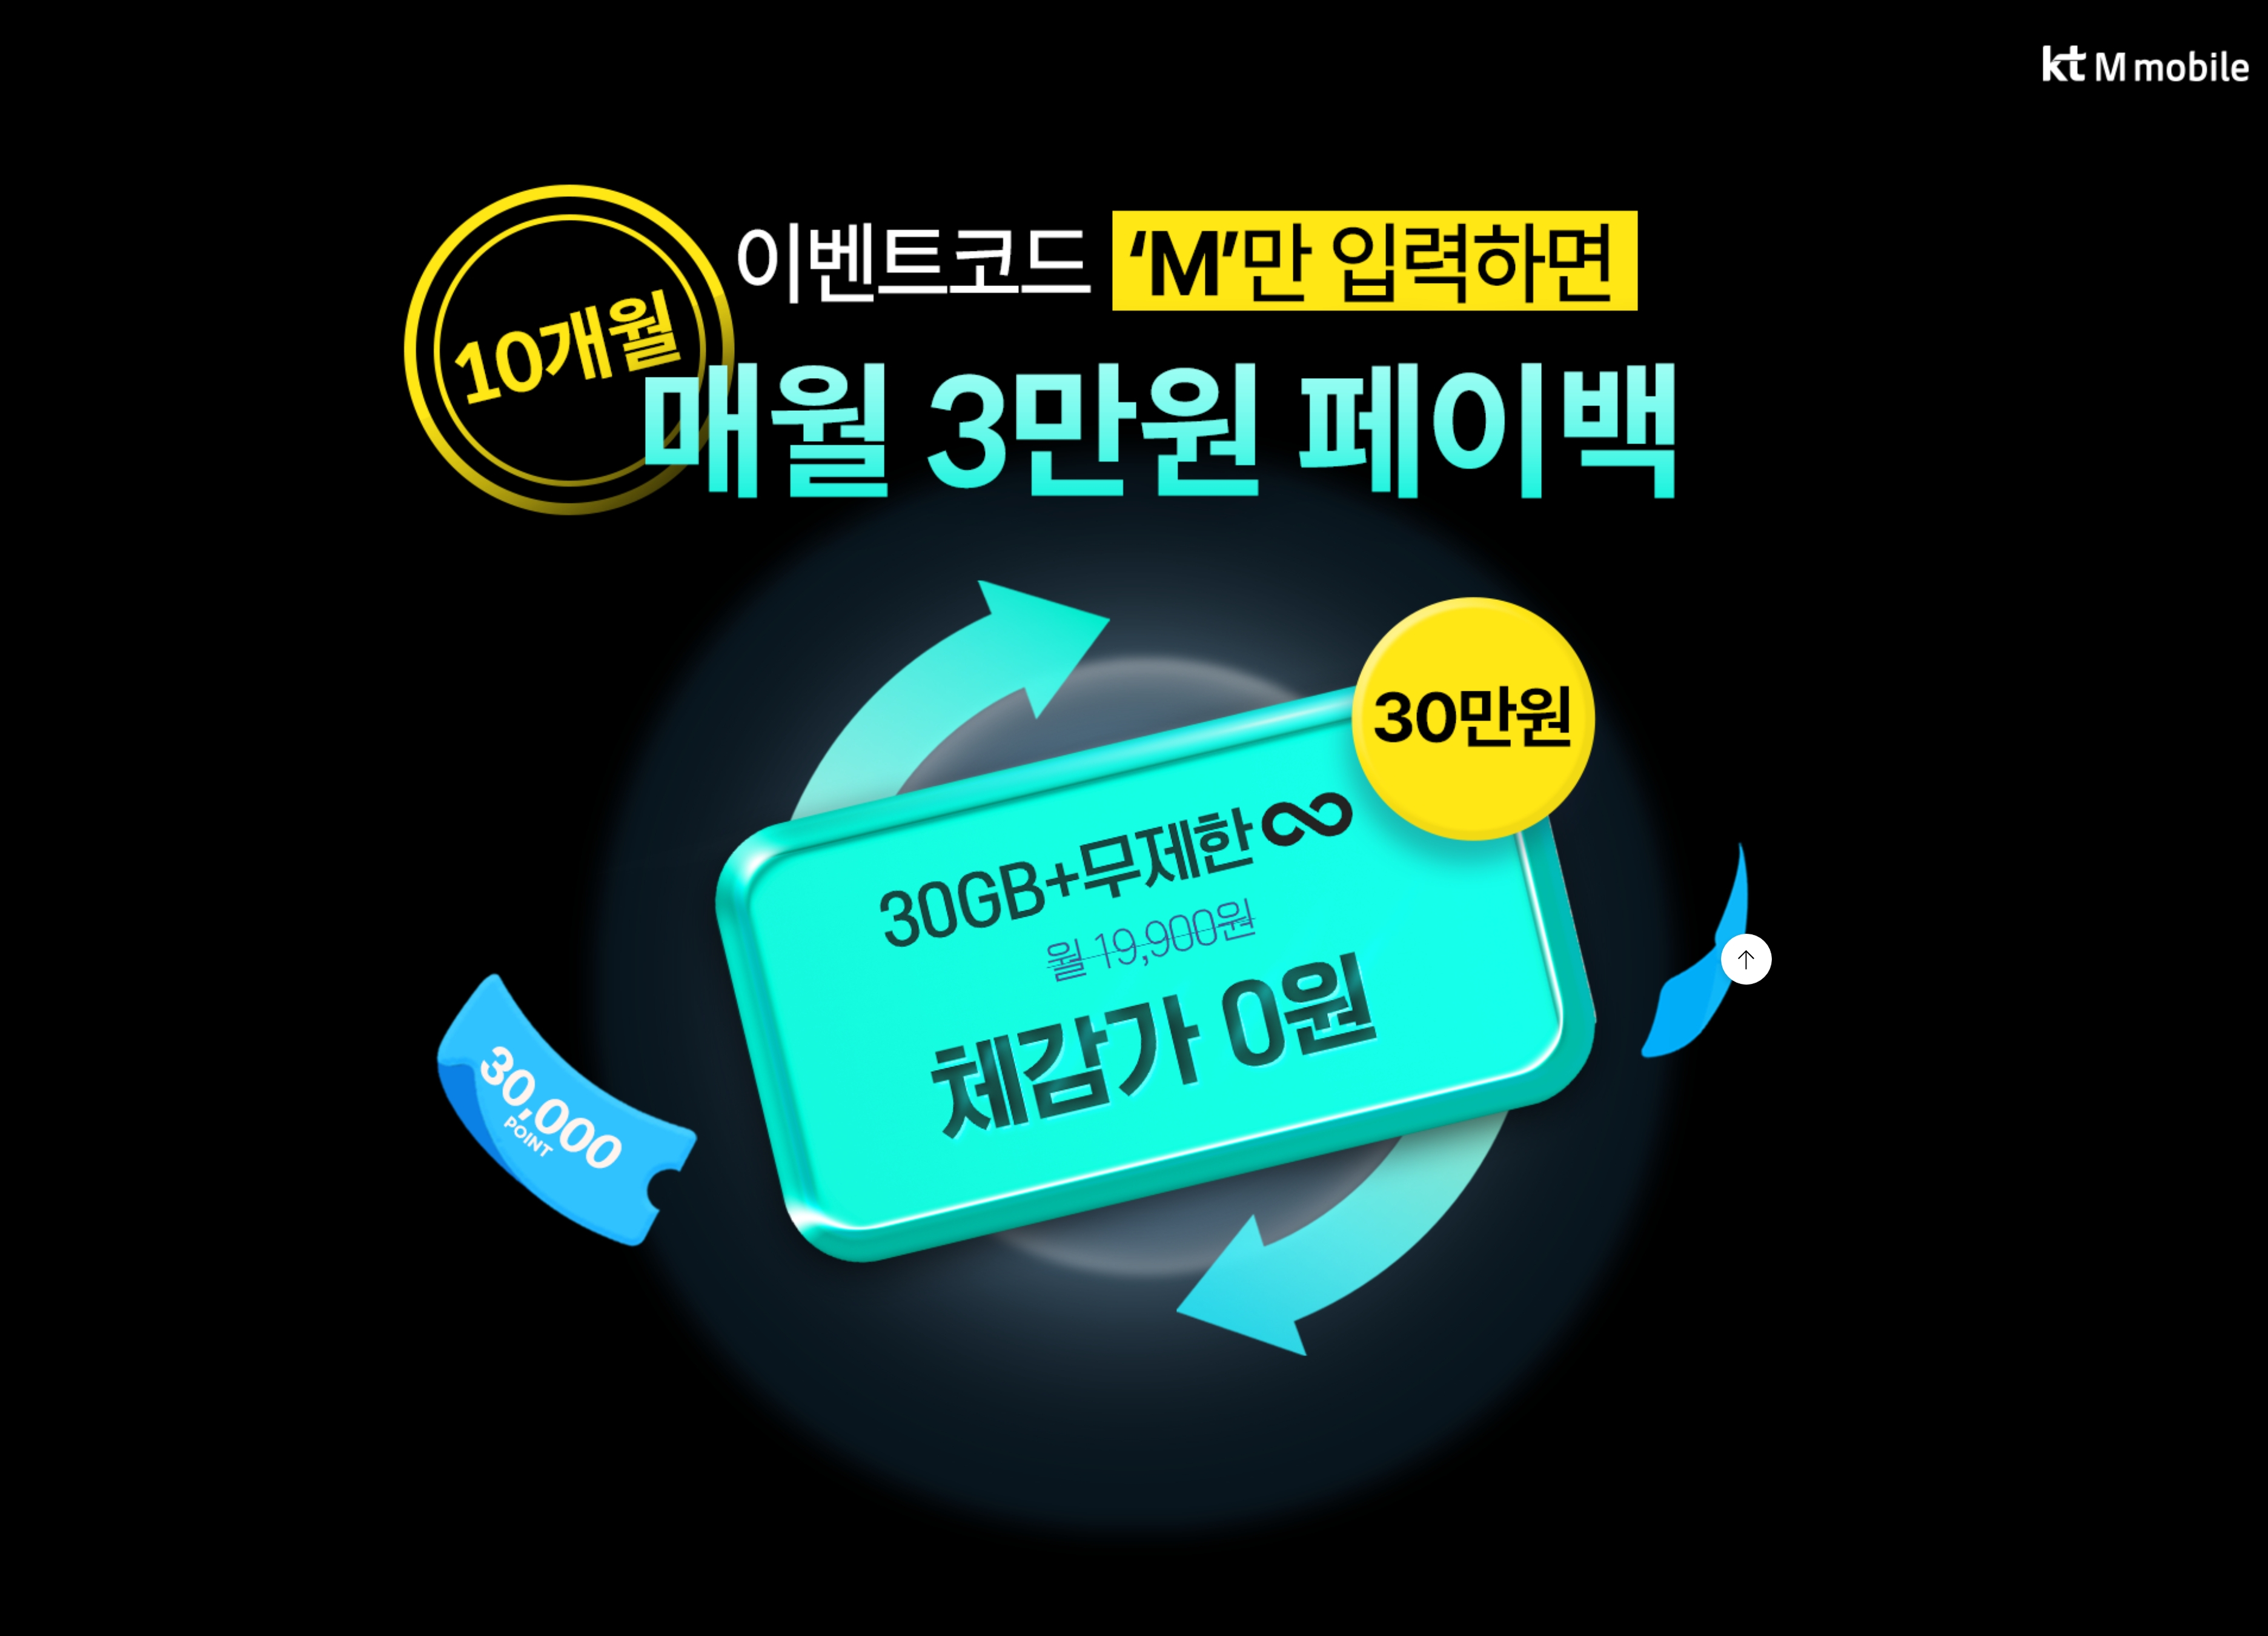 kt M mobile
10개월
이벤트코드 ‘M’만 입력하면
매월 3만원 페이백
30만원
30GB+무제한
월 19,900원
체감가 0원
30,000
POINT